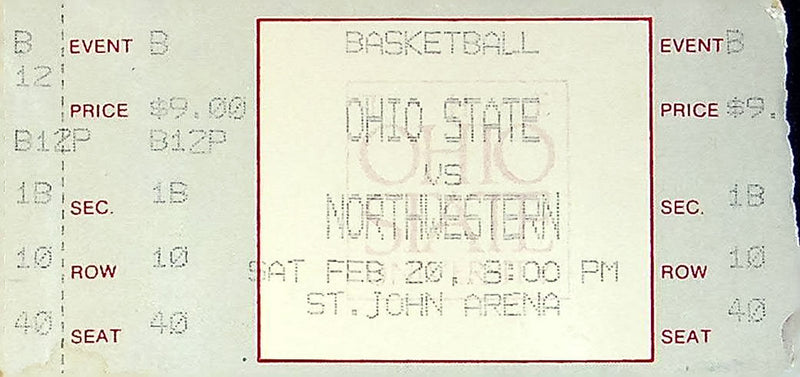 B EVENT B
12
PRICE $9.00
B12P B12P
1B SEC. 1B
10 ROW 10
40 SEAT 40
BASKETBALL
OHIO STATE
VS
NORTHWESTERN
SAT FEB 20, :00 PM
ST.JOHN ARENA
OHIO
STATE
EVENT B
PRICE $9.
SEC. 1B
ROW 10
SEAT 40